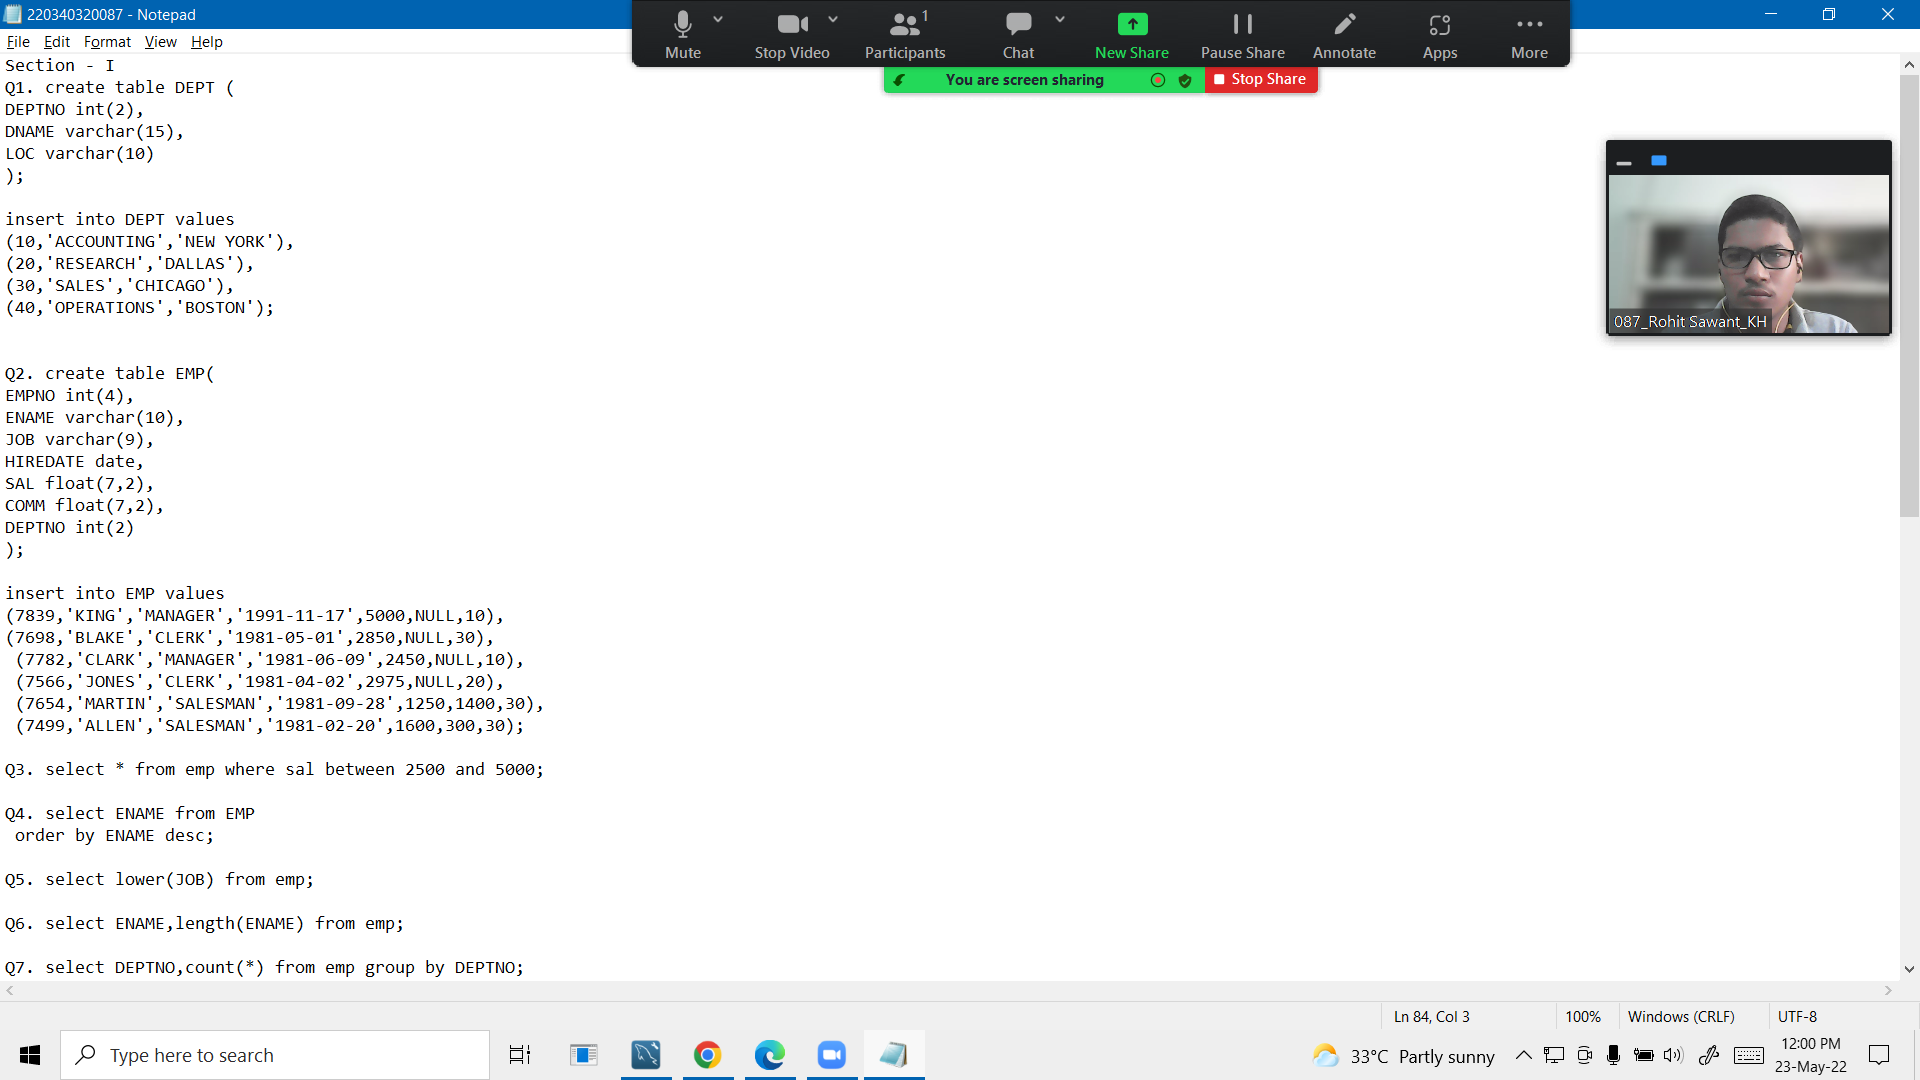 220340320087 - Notepad
File Edit Format View Help
Mute
Stop Video
1
Participants
Chat
New Share
Pause Share
Annotate
Apps
More
You are screen sharing
Stop Share
Section - I
Q1. create table DEPT (
DEPTNO int(2),
DNAME varchar(15),
LOC varchar(10)
);
insert into DEPT values
(10,'ACCOUNTING','NEW YORK'),
(20,'RESEARCH','DALLAS'),
(30,'SALES','CHICAGO'),
(40,'OPERATIONS','BOSTON');
087_Rohit Sawant_KH
Q2. create table EMP(
EMPNO int(4),
ENAME varchar(10),
JOB varchar(9),
HIREDATE date,
SAL float(7,2),
COMM float(7,2),
DEPTNO int(2)
);
insert into EMP values
(7839,'KING','MANAGER','1991-11-17',5000,NULL,10),
(7698,'BLAKE','CLERK','1981-05-01',2850,NULL,30),
(7782,'CLARK','MANAGER','1981-06-09',2450,NULL,10),
(7566,'JONES','CLERK','1981-04-02',2975,NULL,20),
(7654,'MARTIN','SALESMAN','1981-09-28',1250,1400,30),
(7499,'ALLEN','SALESMAN','1981-02-20',1600,300,30);
Q3. select * from emp where sal between 2500 and 5000;
Q4. select ENAME from EMP
order by ENAME desc;
Q5. select lower(JOB) from emp;
Q6. select ENAME,length(ENAME) from emp;
Q7. select DEPTNO,count(*) from emp group by DEPTNO;
Ln 84, Col 3 100% Windows (CRLF) UTF-8
Type here to search
33°C Partly sunny
12:00 PM
23-May-22